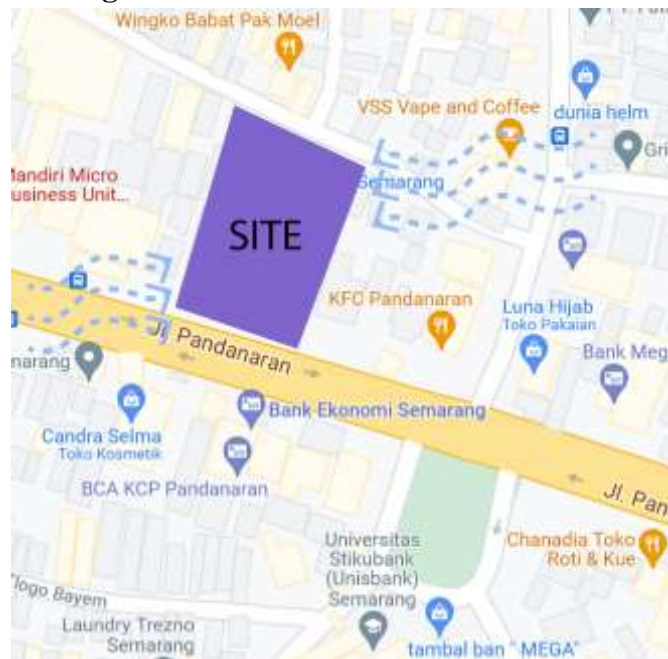 Wingko Babat Pak Moel
VSS Vape and Coffee
dunia helm
Gri
Mandiri Micro
usiness Unit...
Semarang
SITE
KFC Pandanaran
Luna Hijab
Toko Pakaian
Bank Meg
Jl. Pandanaran
narang
Bank Ekonomi Semarang
Candra Selma
Toko Kosmetik
BCA KCP Pandanaran
Jl. Pan
Universitas
Stikubank
(Unisbank)
Semarang
Chanadia Toko
Roti & Kue
logo Bayem
Laundry Trezno
Semarang
tambal ban " MEGA"